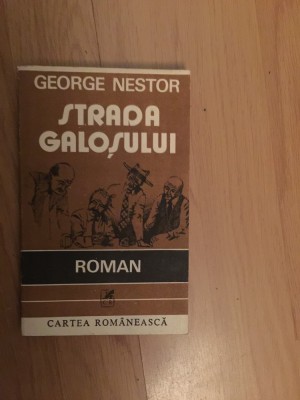 GEORGE NESTOR
STRADA
GALOȘULUI
ROMAN
CARTEA ROMÂNEASCĂ